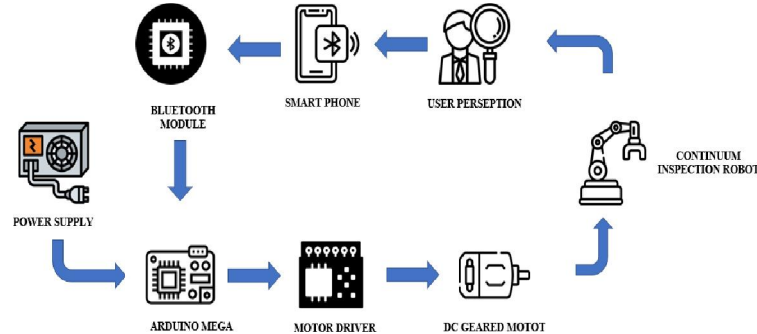 SMART PHONE
USER PERSEPTION
BLUETOOTH
MODULE
CONTINUUM
INSPECTION ROBOT
POWER SUPPLY
ARDUINO MEGA
MOTOR DRIVER
DC GEARED MOTOT